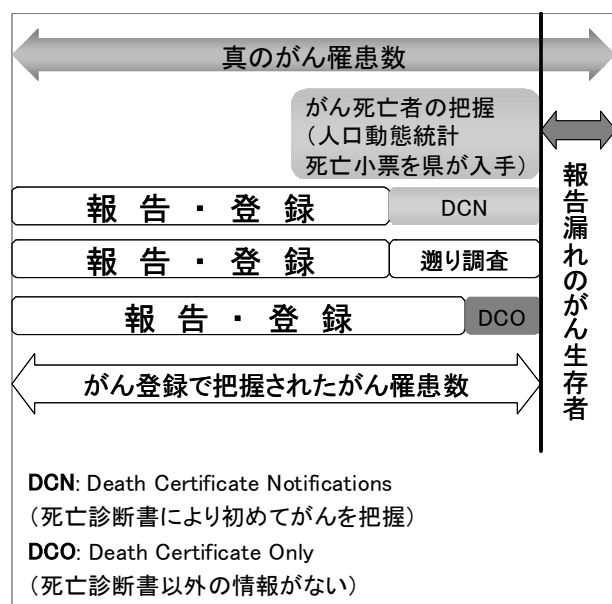 真のがん罹患数
がん死亡者の把握
（人口動態統計
死亡小票を県が入手）
報告漏れのがん生存者
報 告 ・ 登 録
DCN
報 告 ・ 登 録
遡り調査
報 告 ・ 登 録
DCO
がん登録で把握されたがん罹患数
DCN: Death Certificate Notifications
（死亡診断書により初めてがんを把握）
DCO: Death Certificate Only
（死亡診断書以外の情報がない）